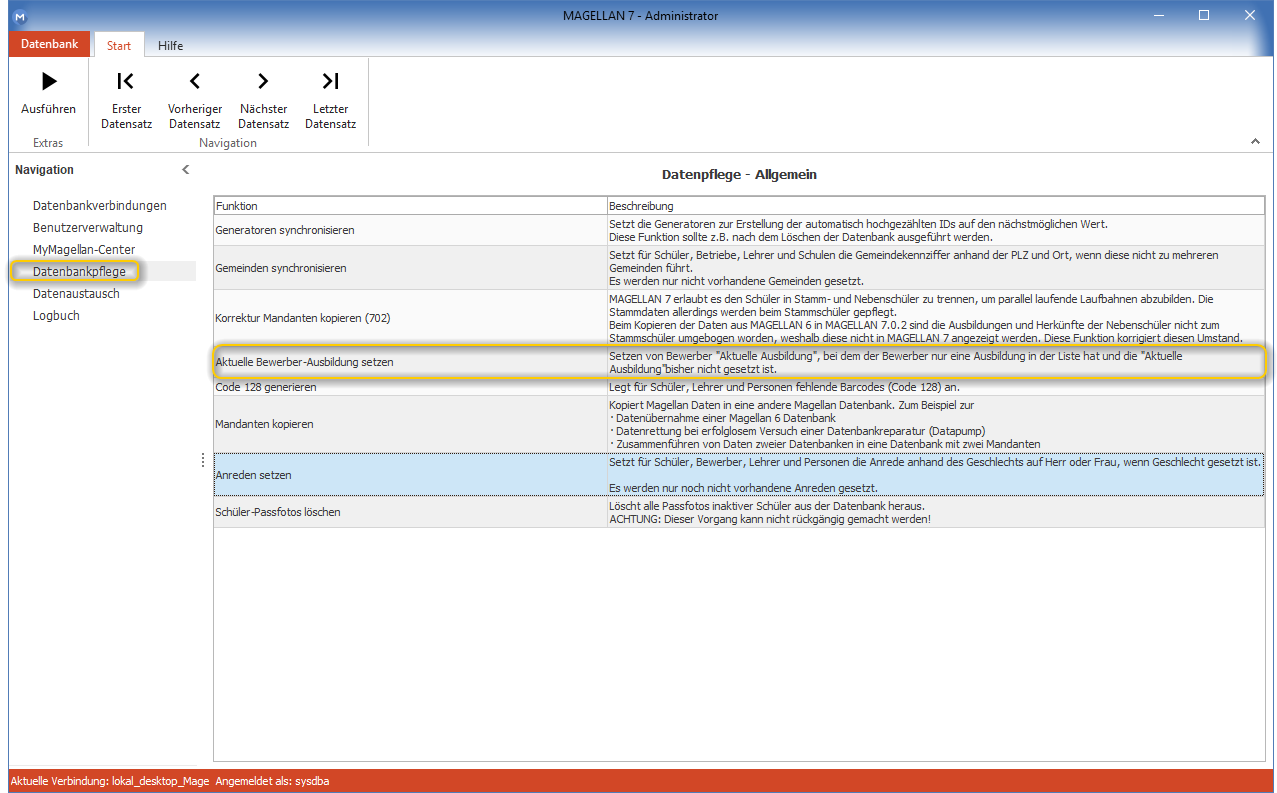 M
MAGELLAN 7 - Administrator
Datenbank
Start
Hilfe
Ausführen
Erster
Datensatz
Vorheriger
Datensatz
Nächster
Datensatz
Letzter
Datensatz
Extras
Navigation
Navigation
Datenbankverbindungen
Benutzerverwaltung
MyMagellan-Center
Datenbankpflege
Datenaustausch
Logbuch
Datenpflege - Allgemein
Funktion
Beschreibung
Generatoren synchronisieren
Setzt die Generatoren zur Erstellung der automatisch hochgezählten IDs auf den nächstmöglichen Wert.
Diese Funktion sollte z.B. nach dem Löschen der Datenbank ausgeführt werden.
Gemeinden synchronisieren
Setzt für Schüler, Betriebe, Lehrer und Schulen die Gemeindekennziffer anhand der PLZ und Ort, wenn diese nicht zu mehreren
Gemeinden führt.
Es werden nur nicht vorhandene Gemeinden gesetzt.
Korrektur Mandanten kopieren (702)
MAGELLAN 7 erlaubt es den Schüler in Stamm- und Nebenschüler zu trennen, um parallel laufende Laufbahnen abzubilden. Die
Stammdaten allerdings werden beim Stammschüler gepflegt.
Beim Kopieren der Daten aus MAGELLAN 6 in MAGELLAN 7.0.2 sind die Ausbildungen und Herkünfte der Nebenschüler nicht zum
Stammschüler umgebogen worden, weshalb diese nicht in MAGELLAN 7 angezeigt werden. Diese Funktion korrigiert diesen Umstand.
Aktuelle Bewerber-Ausbildung setzen
Setzen von Bewerber "Aktuelle Ausbildung", bei dem der Bewerber nur eine Ausbildung in der Liste hat und die "Aktuelle
Ausbildung"bisher nicht gesetzt ist.
Code 128 generieren
Legt für Schüler, Lehrer und Personen fehlende Barcodes (Code 128) an.
Mandanten kopieren
Kopiert Magellan Daten in eine andere Magellan Datenbank. Zum Beispiel zur
· Datenübernahme einer Magellan 6 Datenbank
· Datenrettung bei erfolglosem Versuch einer Datenbankreparatur (Datapump)
· Zusammenführen von Daten zweier Datenbanken in eine Datenbank mit zwei Mandanten
Anreden setzen
Setzt für Schüler, Bewerber, Lehrer und Personen die Anrede anhand des Geschlechts auf Herr oder Frau, wenn Geschlecht gesetzt ist.
Es werden nur noch nicht vorhandene Anreden gesetzt.
Schüler-Passfotos löschen
Löscht alle Passfotos inaktiver Schüler aus der Datenbank heraus.
ACHTUNG: Dieser Vorgang kann nicht rückgängig gemacht werden!
Aktuelle Verbindung: lokal_desktop_Mage Angemeldet als: sysdba